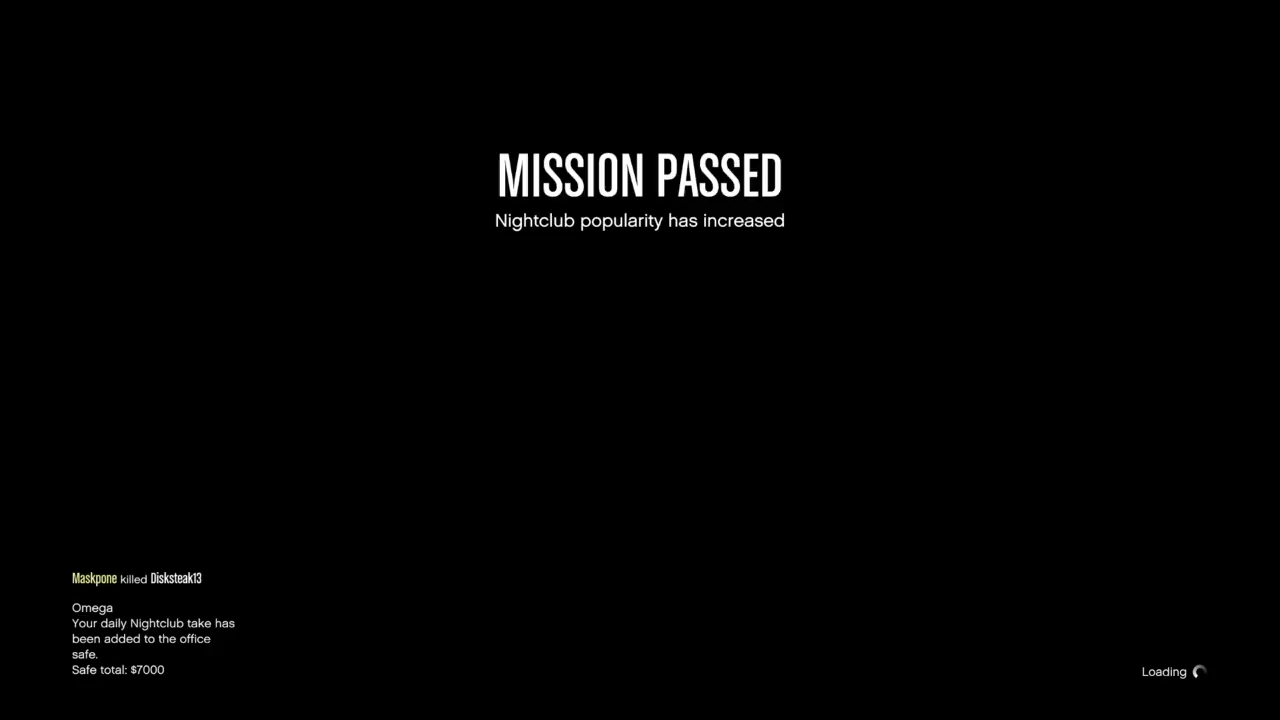 MISSION PASSED
Nightclub popularity has increased
Maskpone killed Disksteak13
Omega
Your daily Nightclub take has
been added to the office
safe.
Safe total: $7000
Loading